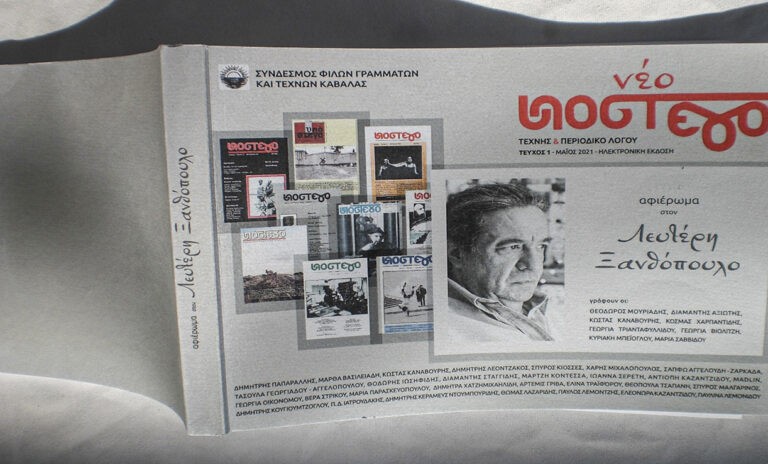 ΣΥΝΔΕΣΜΟΣ ΦΙΛΩΝ ΓΡΑΜΜΑΤΩΝ
ΚΑΙ ΤΕΧΝΩΝ ΚΑΒΑΛΑΣ
νέο
υπόστεγο
ΤΕΧΝΗΣ & ΠΕΡΙΟΔΙΚΟ ΛΟΓΟΥ
ΤΕΥΧΟΣ 1 - ΜΑΪΟΣ 2021 - ΗΛΕΚΤΡΟΝΙΚΗ ΕΚΔΟΣΗ
αφιέρωμα
στον
Λευτέρη
Ξανθόπουλο
γράφουν οι:
ΘΕΟΔΩΡΟΣ ΜΟΥΡΙΑΔΗΣ, ΔΙΑΜΑΝΤΗΣ ΑΞΙΩΤΗΣ,
ΚΩΣΤΑΣ ΚΑΝΑΒΟΥΡΗΣ, ΚΟΣΜΑΣ ΧΑΡΠΑΝΤΙΔΗΣ,
ΓΕΩΡΓΙΑ ΤΡΙΑΝΤΑΦΥΛΛΙΔΟΥ, ΓΕΩΡΓΙΑ ΒΙΟΛΙΤΖΗ,
ΚΥΡΙΑΚΗ ΜΠΕΪΟΓΛΟΥ, ΜΑΡΙΑ ΣΑΒΒΙΔΟΥ
ΔΗΜΗΤΡΗΣ ΠΑΠΑΡΑΛΛΗΣ, ΜΑΡΘΑ ΒΑΣΙΛΕΙΑΔΗ, ΚΩΣΤΑΣ ΚΑΝΑΒΟΥΡΗΣ, ΔΗΜΗΤΡΗΣ ΛΕΟΝΤΖΑΚΟΣ, ΣΠΥΡΟΣ ΚΙΟΣΣΕΣ, ΧΑΡΗΣ ΜΙΧΑΛΟΠΟΥΛΟΣ, ΣΑΠΦΩ ΑΓΓΕΛΟΥΔΗ - ΖΑΡΚΑΔΑ,
ΤΑΣΟΥΛΑ ΓΕΩΡΓΙΑΔΟΥ - ΑΓΓΕΛΟΠΟΥΛΟΥ, ΘΟΔΩΡΗΣ ΙΩΣΗΦΙΔΗΣ, ΔΙΑΜΑΝΤΗΣ ΣΤΑΓΓΙΔΗΣ, ΜΑΡΤΖΗ ΚΟΝΤΕΣΣΑ, ΙΩΑΝΝΑ ΣΕΡΕΤΗ, ΑΝΤΙΟΠΗ ΚΑΖΑΝΤΖΙΔΟΥ, MADLIN,
ΓΕΩΡΓΙΑ ΟΙΚΟΝΟΜΟΥ, ΒΕΡΑ ΣΤΡΙΚΟΥ, ΜΑΡΙΑ ΠΑΡΑΣΚΕΥΟΠΟΥΛΟΥ, ΔΗΜΗΤΡΑ ΧΑΤΖΗΜΙΧΑΗΛΙΔΗ, ΑΡΤΕΜΙΣ ΓΡΙΒΑ, ΕΛΙΝΑ ΤΡΑΪΦΟΡΟΥ, ΘΕΟΠΟΥΛΑ ΤΣΑΠΑΝΗ, ΣΠΥΡΟΣ ΜΑΛΓΑΡΙΝΟΣ,
ΔΗΜΗΤΡΗΣ ΚΟΥΓΙΟΥΜΤΖΟΓΛΟΥ, Π.Δ. ΙΑΤΡΟΥΔΑΚΗΣ, ΔΗΜΗΤΡΗΣ ΚΕΡΑΜΕΥΣ ΝΤΟΥΜΠΟΥΡΙΔΗΣ, ΘΩΜΑΣ ΛΑΖΑΡΙΔΗΣ, ΠΑΥΛΟΣ ΛΕΜΟΝΤΖΗΣ, ΕΛΕΟΝΩΡΑ ΚΑΖΑΝΤΖΙΔΟΥ, ΠΑΥΛΙΝΑ ΛΕΜΟΝΙΔΟΥ
αφιέρωμα στον Λευτέρη Ξανθόπουλο